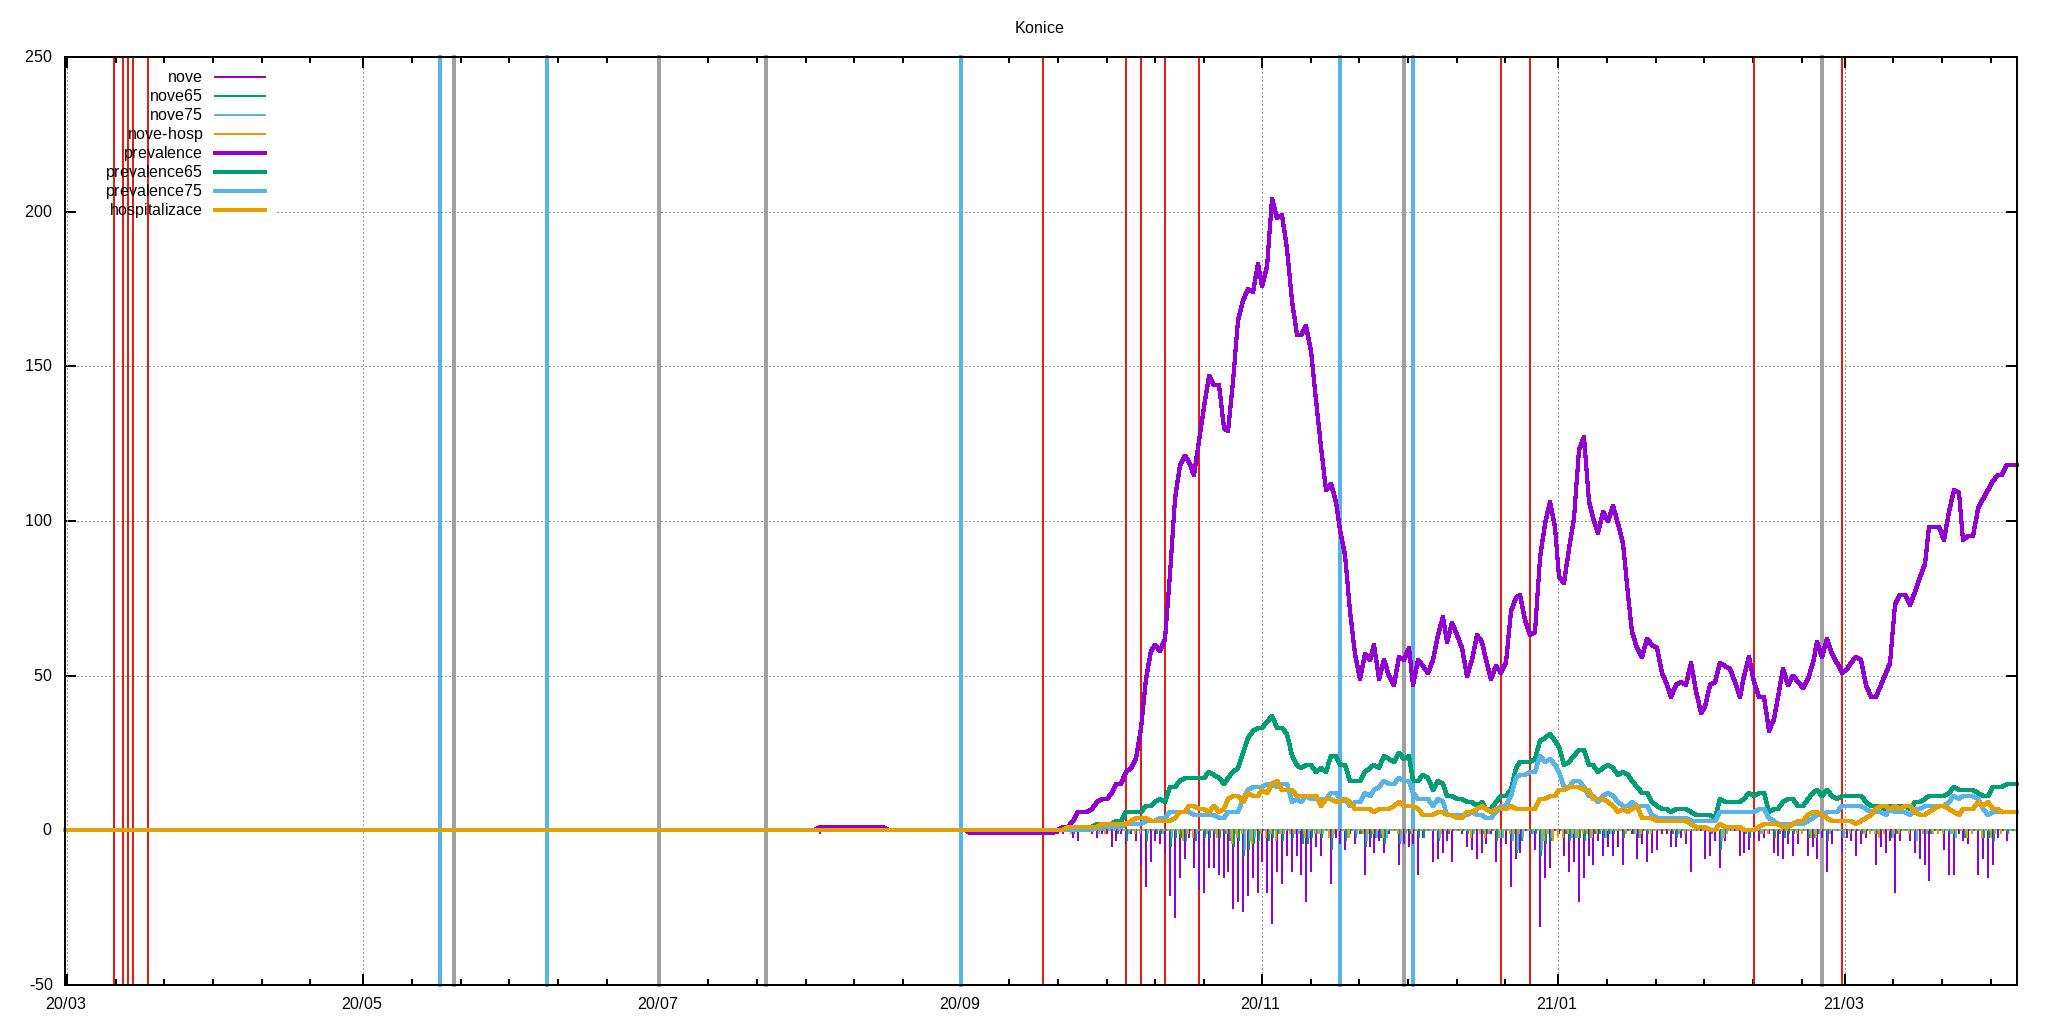 Konice
250
nove
nove65
nove75
nove-hosp
prevalence
prevalence65
prevalence75
hospitalizace
200
150
100
50
0
-50
20/03 20/05 20/07 20/09 20/11 21/01 21/03